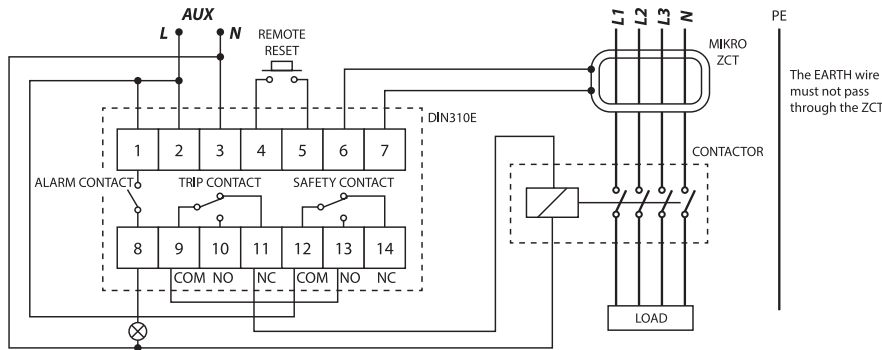 AUX
L N
REMOTE
RESET
L1 L2 L3 N
PE
MIKRO
ZCT
The EARTH wire
must not pass
through the ZCT
DIN310E
1 2 3 4 5 6 7
CONTACTOR
ALARM CONTACT TRIP CONTACT SAFETY CONTACT
8 9 10 11 12 13 14
COM NO NC COM NO NC
LOAD